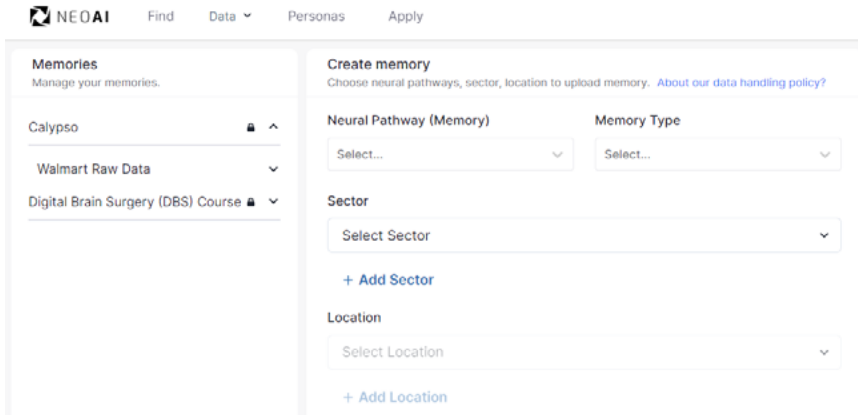 NEOAI Find Data Personas Apply
Memories
Manage your memories.
Calypso
Walmart Raw Data
Digital Brain Surgery (DBS) Course
Create memory
Choose neural pathways, sector, location to upload memory. About our data handling policy?
Neural Pathway (Memory) Memory Type
Select... Select...
Sector
Select Sector
+ Add Sector
Location
Select Location
+ Add Location